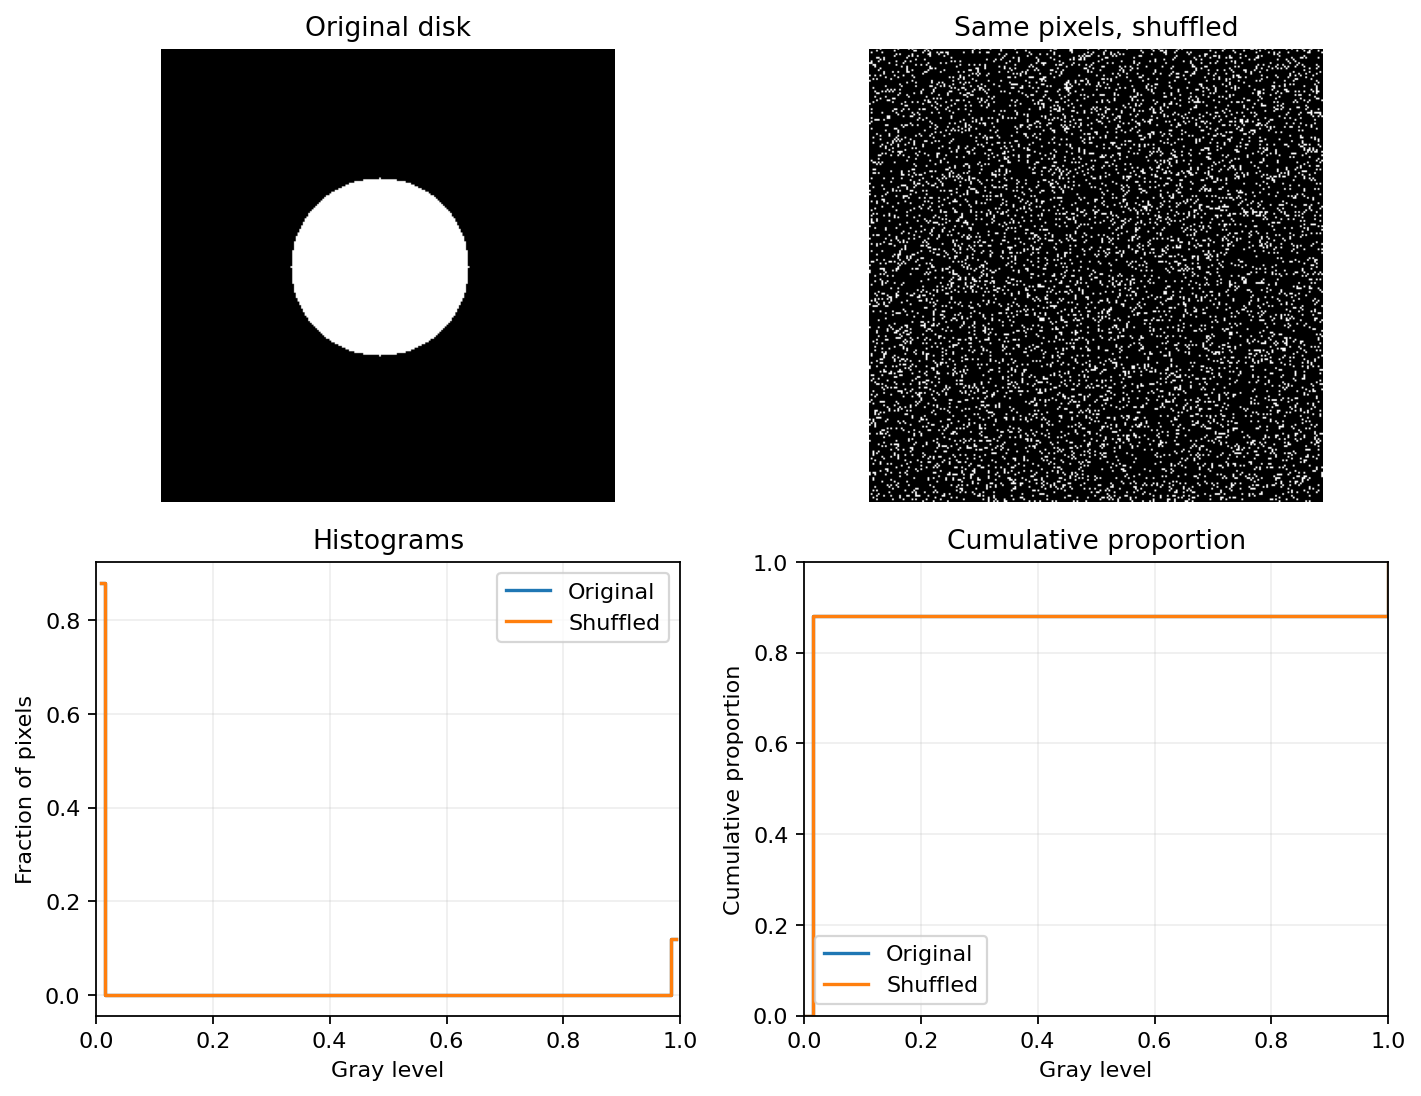 Original disk
Same pixels, shuffled
Histograms
Fraction of pixels
0.8
0.6
0.4
0.2
0.0
Original
Shuffled
0.0 0.2 0.4 0.6 0.8 1.0
Gray level
Cumulative proportion
Cumulative proportion
1.0
0.8
0.6
0.4
0.2
0.0
Original
Shuffled
0.0 0.2 0.4 0.6 0.8 1.0
Gray level